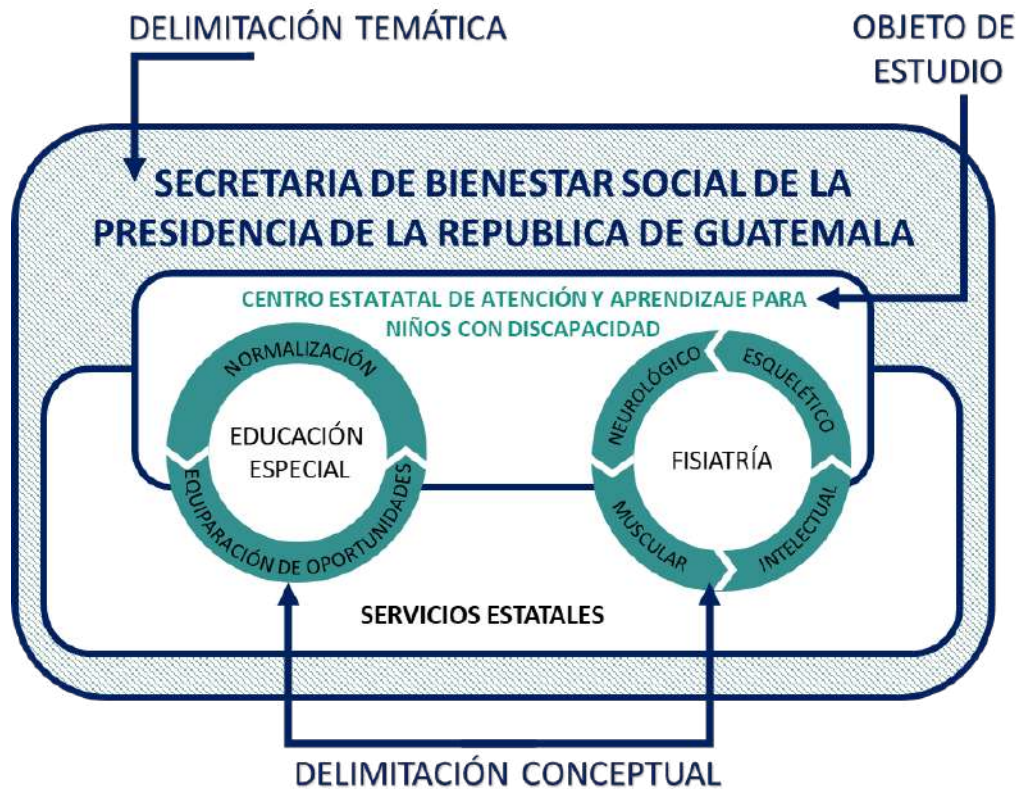 DELIMITACIÓN TEMÁTICA
OBJETO DE
ESTUDIO
SECRETARIA DE BIENESTAR SOCIAL DE LA
PRESIDENCIA DE LA REPUBLICA DE GUATEMALA
CENTRO ESTATATAL DE ATENCIÓN Y APRENDIZAJE PARA
NIÑOS CON DISCAPACIDAD
NORMALIZACIÓN
EDUCACIÓN
ESPECIAL
EQUIPARACIÓN DE OPORTUNIDADES
NEUROLÓGICO
ESQUELÉTICO
FISIATRÍA
MUSCULAR
INTELECTUAL
SERVICIOS ESTATALES
DELIMITACIÓN CONCEPTUAL